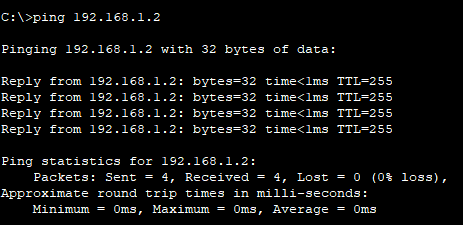 C:\>ping 192.168.1.2
Pinging 192.168.1.2 with 32 bytes of data:
Reply from 192.168.1.2: bytes=32 time<1ms TTL=255
Reply from 192.168.1.2: bytes=32 time<1ms TTL=255
Reply from 192.168.1.2: bytes=32 time<1ms TTL=255
Reply from 192.168.1.2: bytes=32 time<1ms TTL=255
Ping statistics for 192.168.1.2:
    Packets: Sent = 4, Received = 4, Lost = 0 (0% loss),
Approximate round trip times in milli-seconds:
    Minimum = 0ms, Maximum = 0ms, Average = 0ms